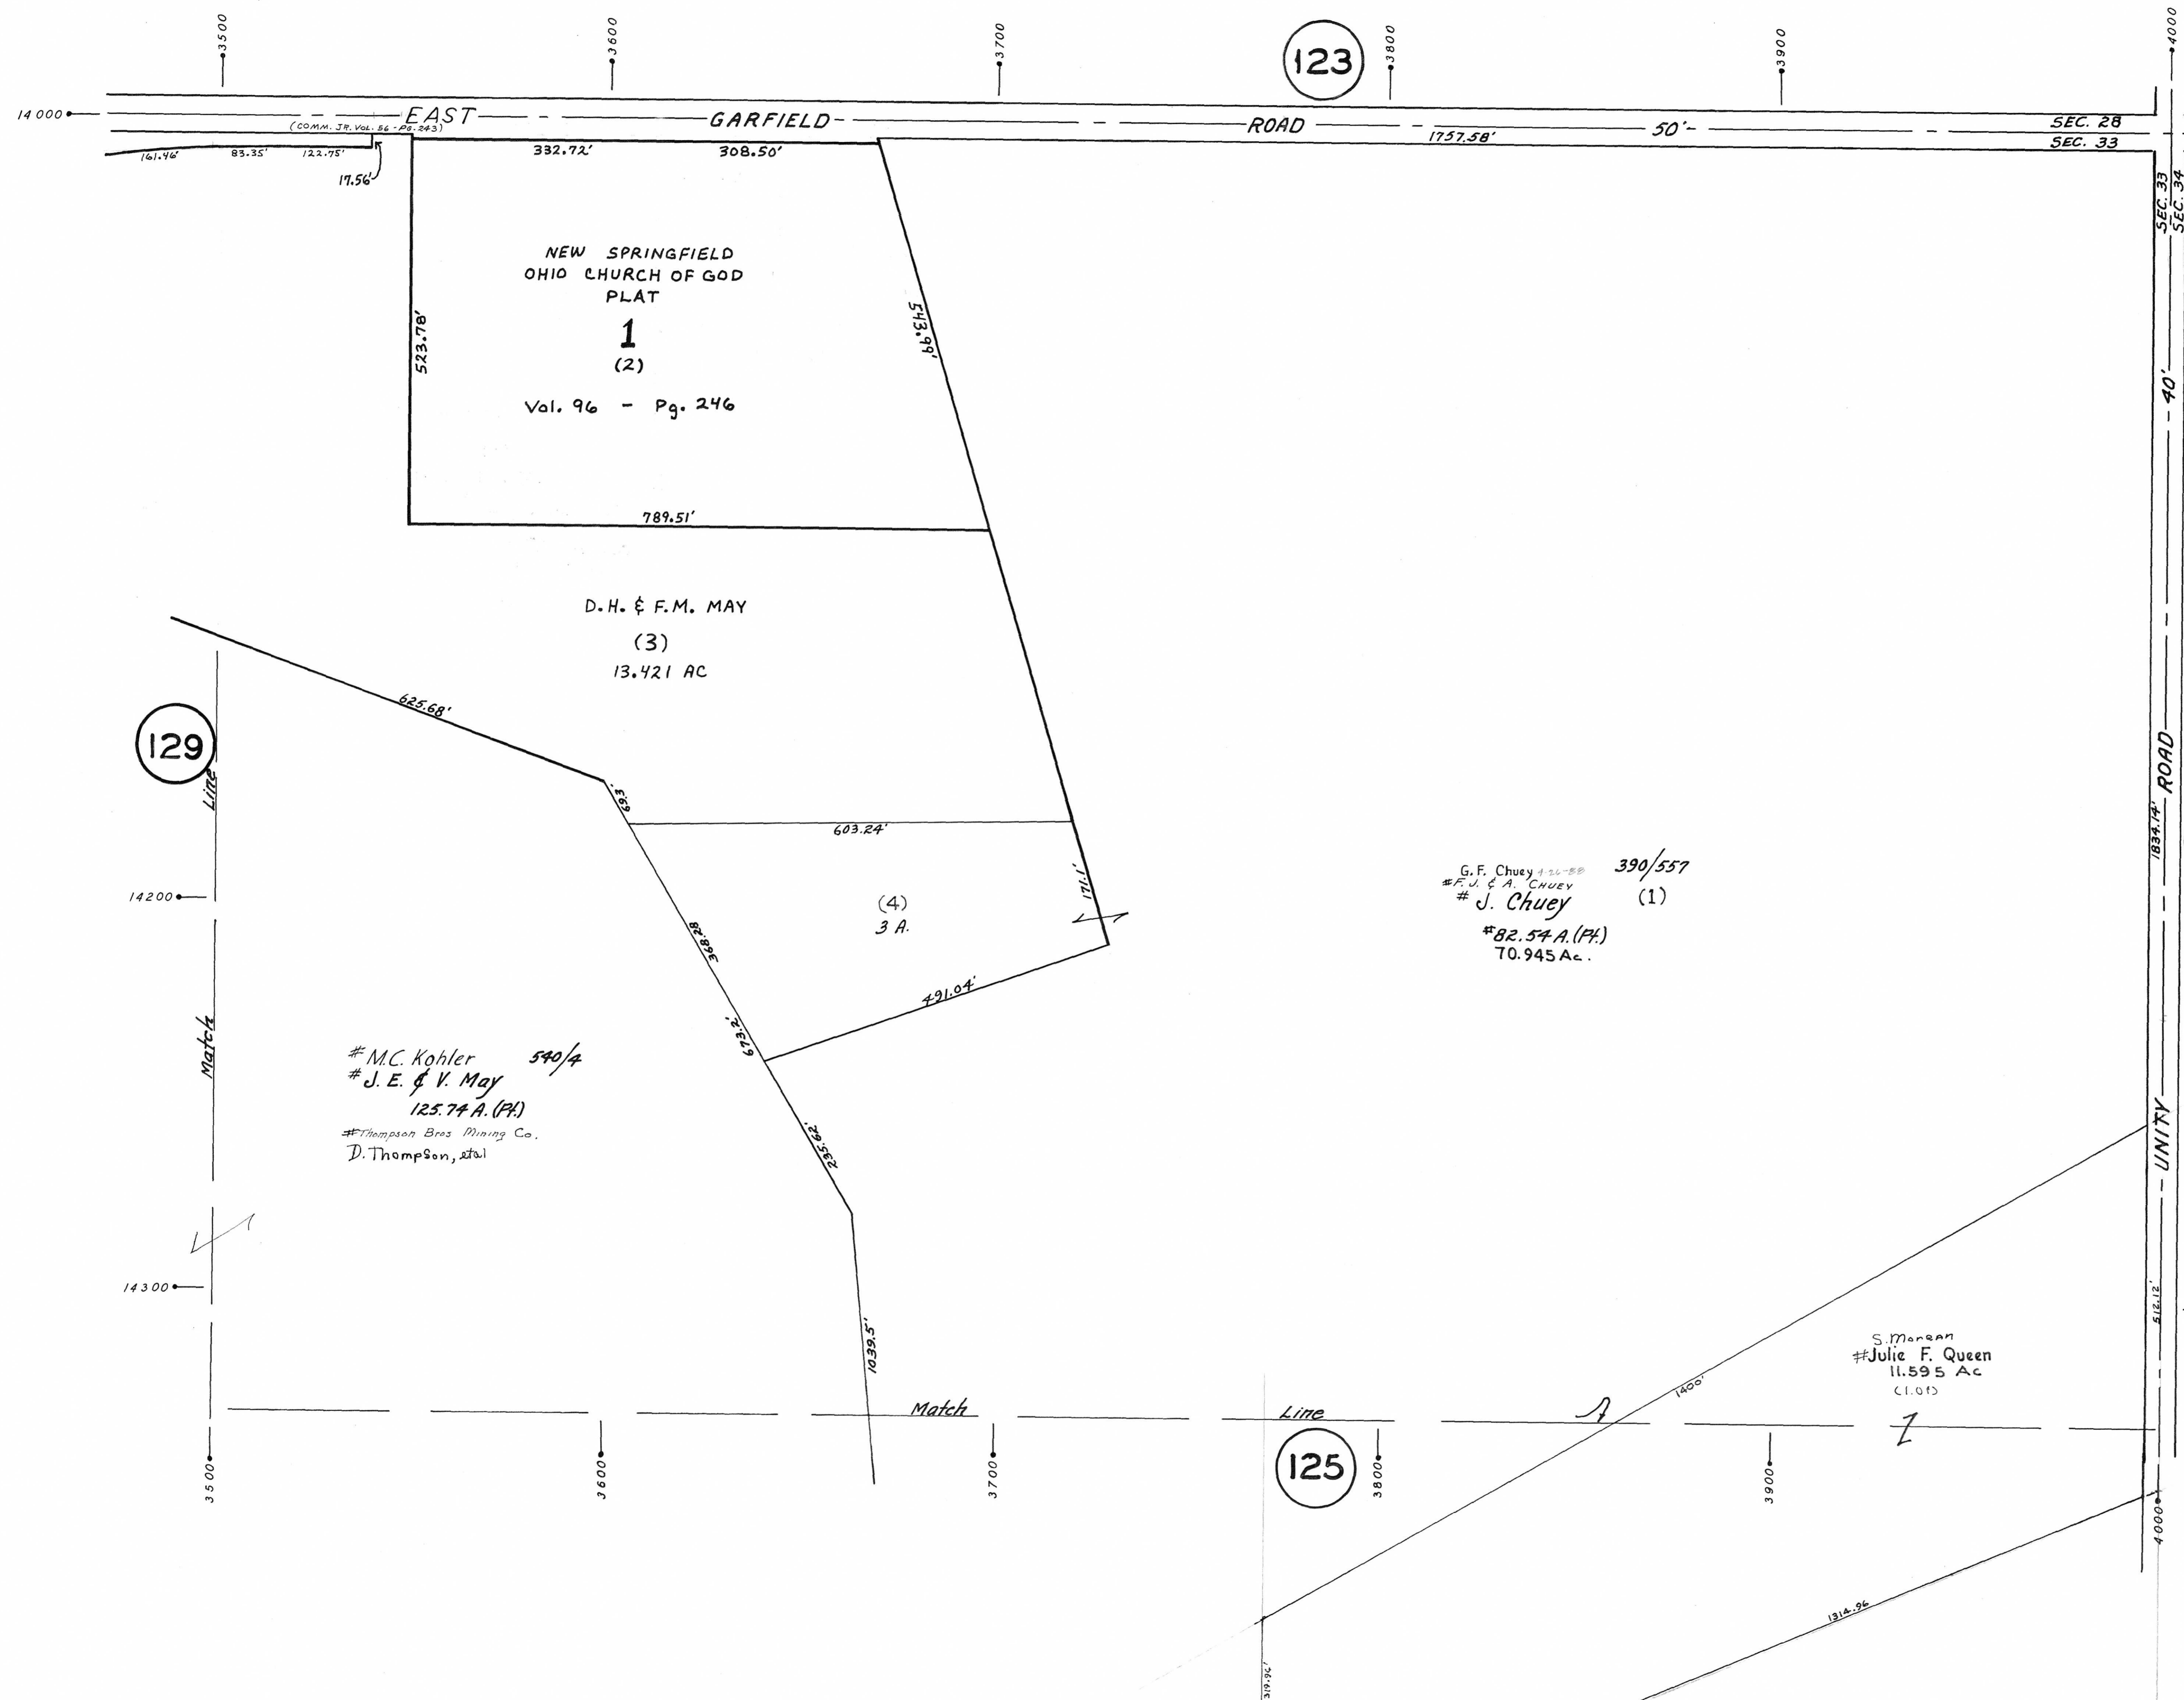 3500
3600
3700
123
3800
3900
4000
14000
EAST GARFIELD ROAD 50'
(COMM. JR. VOL. 56 - PG. 243)
SEC. 28
SEC. 33
1757.58'
161.46'
83.35'
122.75'
17.56'
332.72'
308.50'
SEC. 33
SEC. 34
NEW SPRINGFIELD
OHIO CHURCH OF GOD
PLAT
1
(2)
Vol. 96 - Pg. 246
523.78'
543.99'
789.51'
40'
UNITY ROAD
1834.14'
D.H. & F.M. MAY
(3)
13.421 AC
625.68'
129
Match Line
69.3'
603.24'
171.1'
14200
(4)
3 A.
368.28
491.04'
673.2'
235.62'
G.F. Chuey 4-26-88
390/557
#F. J. & A. CHUEY
# J. Chuey
(1)
#82.54 A.(Pt.)
70.945 Ac.
# M.C. Kohler
540/4
# J. E. & V. May
125.74 A. (Pt.)
#Thompson Bros Mining Co.
D. Thompson, etal
14300
1039.5'
512.12'
S. Morgan
#Julie F. Queen
11.595 Ac
(1.01)
1400'
Match Line
3500
3600
3700
125
3800
3900
4000
1314.96
319.96'